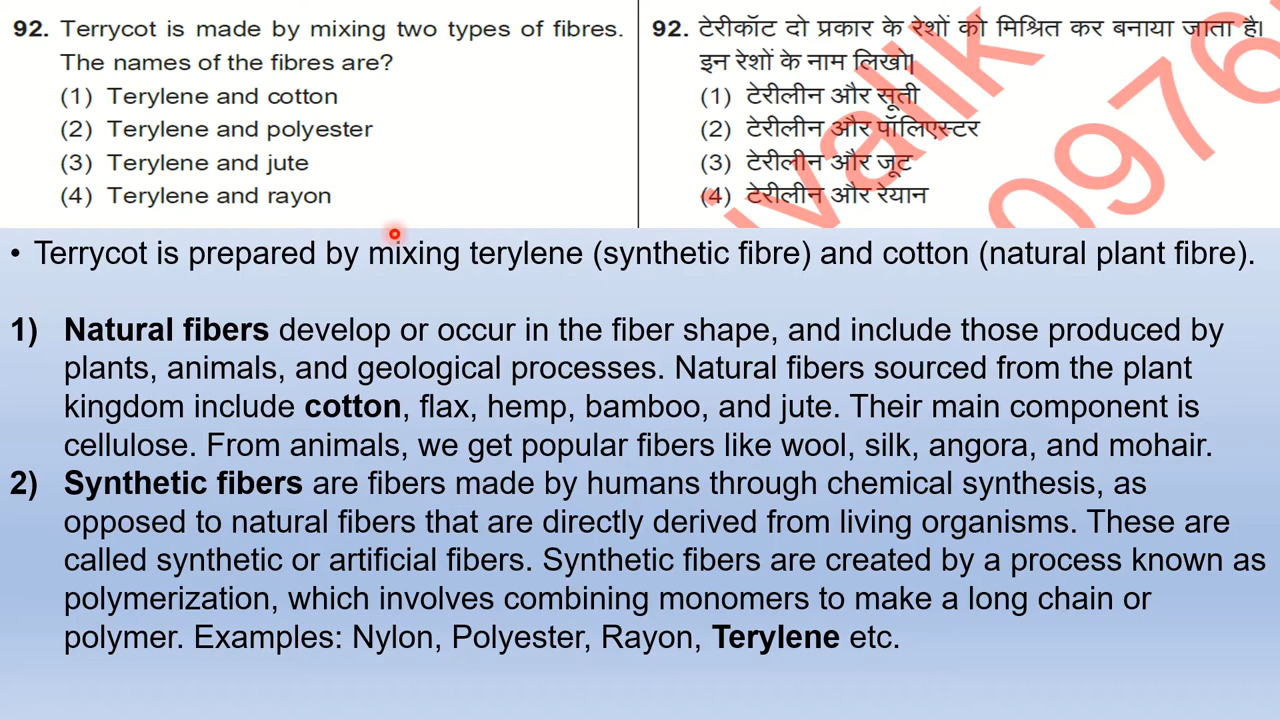 92. Terrycot is made by mixing two types of fibres.
The names of the fibres are?
(1) Terylene and cotton
(2) Terylene and polyester
(3) Terylene and jute
(4) Terylene and rayon
92. टेरीकॉट दो प्रकार के रेशों को मिश्रित कर बनाया जाता है।
इन रेशों के नाम लिखो|
(1) टेरीलीन और सूती
(2) टेरीलीन और पॉलिएस्टर
(3) टेरीलीन और जूट
(4) टेरीलीन और रेयान
• Terrycot is prepared by mixing terylene (synthetic fibre) and cotton (natural plant fibre).
1) Natural fibers develop or occur in the fiber shape, and include those produced by
plants, animals, and geological processes. Natural fibers sourced from the plant
kingdom include cotton, flax, hemp, bamboo, and jute. Their main component is
cellulose. From animals, we get popular fibers like wool, silk, angora, and mohair.
2) Synthetic fibers are fibers made by humans through chemical synthesis, as
opposed to natural fibers that are directly derived from living organisms. These are
called synthetic or artificial fibers. Synthetic fibers are created by a process known as
polymerization, which involves combining monomers to make a long chain or
polymer. Examples: Nylon, Polyester, Rayon, Terylene etc.